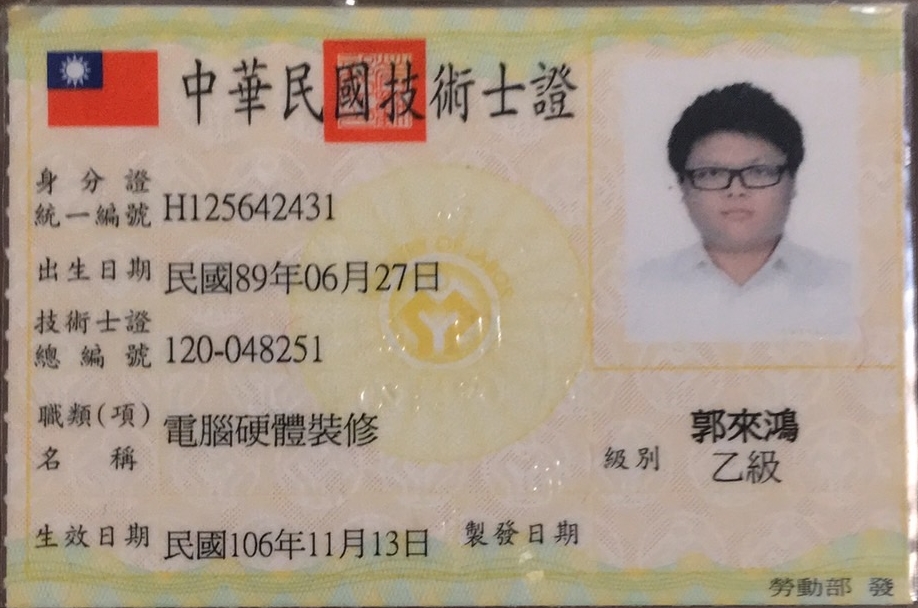 中華民國技術士證
身分證
統一編號 H125642431
出生日期 民國89年06月27日
技術士證
總編號 120-048251
職類(項)
名稱 電腦硬體裝修
郭來鴻
級別 乙級
生效日期 民國106年11月13日 製發日期
勞動部 發